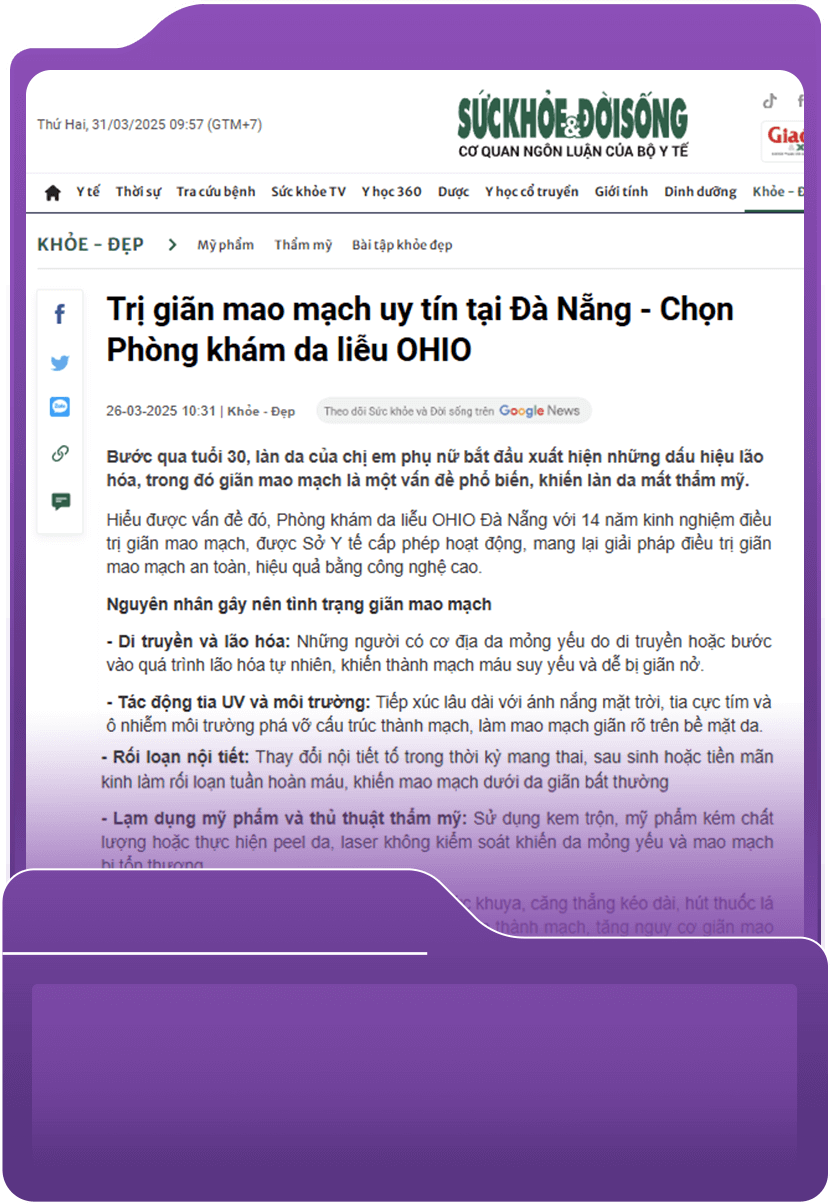 Thứ Hai, 31/03/2025 09:57 (GTM+7)
SỨC KHỎE & ĐỜI SỐNG
CƠ QUAN NGÔN LUẬN CỦA BỘ Y TẾ
Y tế Thời sự Tra cứu bệnh Sức khỏe TV Y học 360 Dược Y học cổ truyền Giới tính Dinh dưỡng Khỏe -
KHỎE - ĐẸP > Mỹ phẩm Thẩm mỹ Bài tập khỏe đẹp
Trị giãn mao mạch uy tín tại Đà Nẵng - Chọn
Phòng khám da liễu OHIO
26-03-2025 10:31 | Khỏe - Đẹp Theo dõi Sức khỏe và Đời sống trên Google News
Zalo
Bước qua tuổi 30, làn da của chị em phụ nữ bắt đầu xuất hiện những dấu hiệu lão
hóa, trong đó giãn mao mạch là một vấn đề phổ biến, khiến làn da mất thẩm mỹ.
Hiểu được vấn đề đó, Phòng khám da liễu OHIO Đà Nẵng với 14 năm kinh nghiệm điều
trị giãn mao mạch, được Sở Y tế cấp phép hoạt động, mang lại giải pháp điều trị giãn
mao mạch an toàn, hiệu quả bằng công nghệ cao.
Nguyên nhân gây nên tình trạng giãn mao mạch
- Di truyền và lão hóa: Những người có cơ địa da mỏng yếu do di truyền hoặc bước
vào quá trình lão hóa tự nhiên, khiến thành mạch máu suy yếu và dễ bị giãn nở.
- Tác động tia UV và môi trường: Tiếp xúc lâu dài với ánh nắng mặt trời, tia cực tím và
ô nhiễm môi trường phá vỡ cấu trúc thành mạch, làm mao mạch giãn rõ trên bề mặt da.
- Rối loạn nội tiết: Thay đổi nội tiết tố trong thời kỳ mang thai, sau sinh hoặc tiền mãn
kinh làm rối loạn tuần hoàn máu, khiến mao mạch dưới da giãn bất thường
- Lạm dụng mỹ phẩm và thủ thuật thẩm mỹ: Sử dụng kem trộn, mỹ phẩm kém chất
lượng hoặc thực hiện peel da, laser không kiểm soát khiến da mỏng yếu và mao mạch
bị tổn thương
khuya, căng thẳng kéo dài, hút thuốc lá
thành mạch, tăng nguy cơ giãn mao